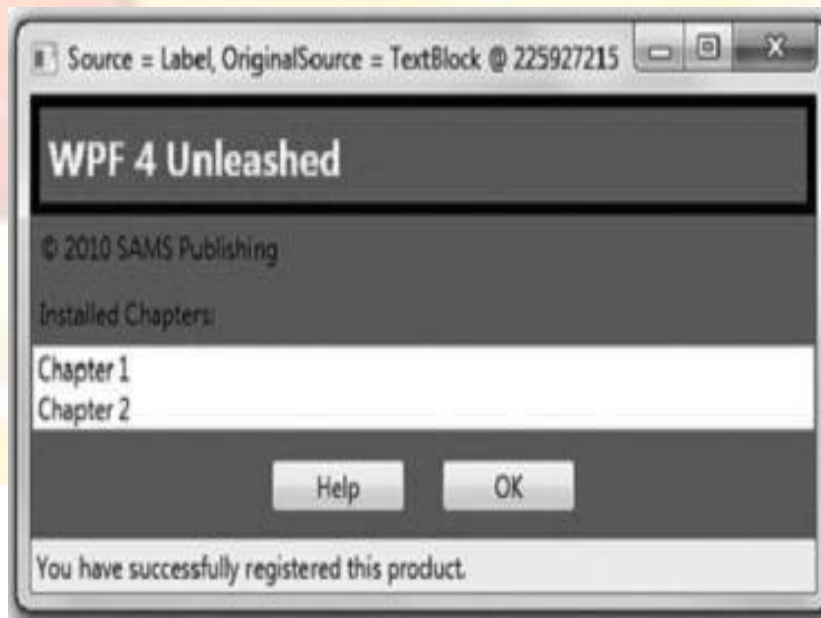 Source = Label, OriginalSource = TextBlock @ 225927215
WPF 4 Unleashed
© 2010 SAMS Publishing
Installed Chapters:
Chapter 1
Chapter 2
Help OK
You have successfully registered this product.